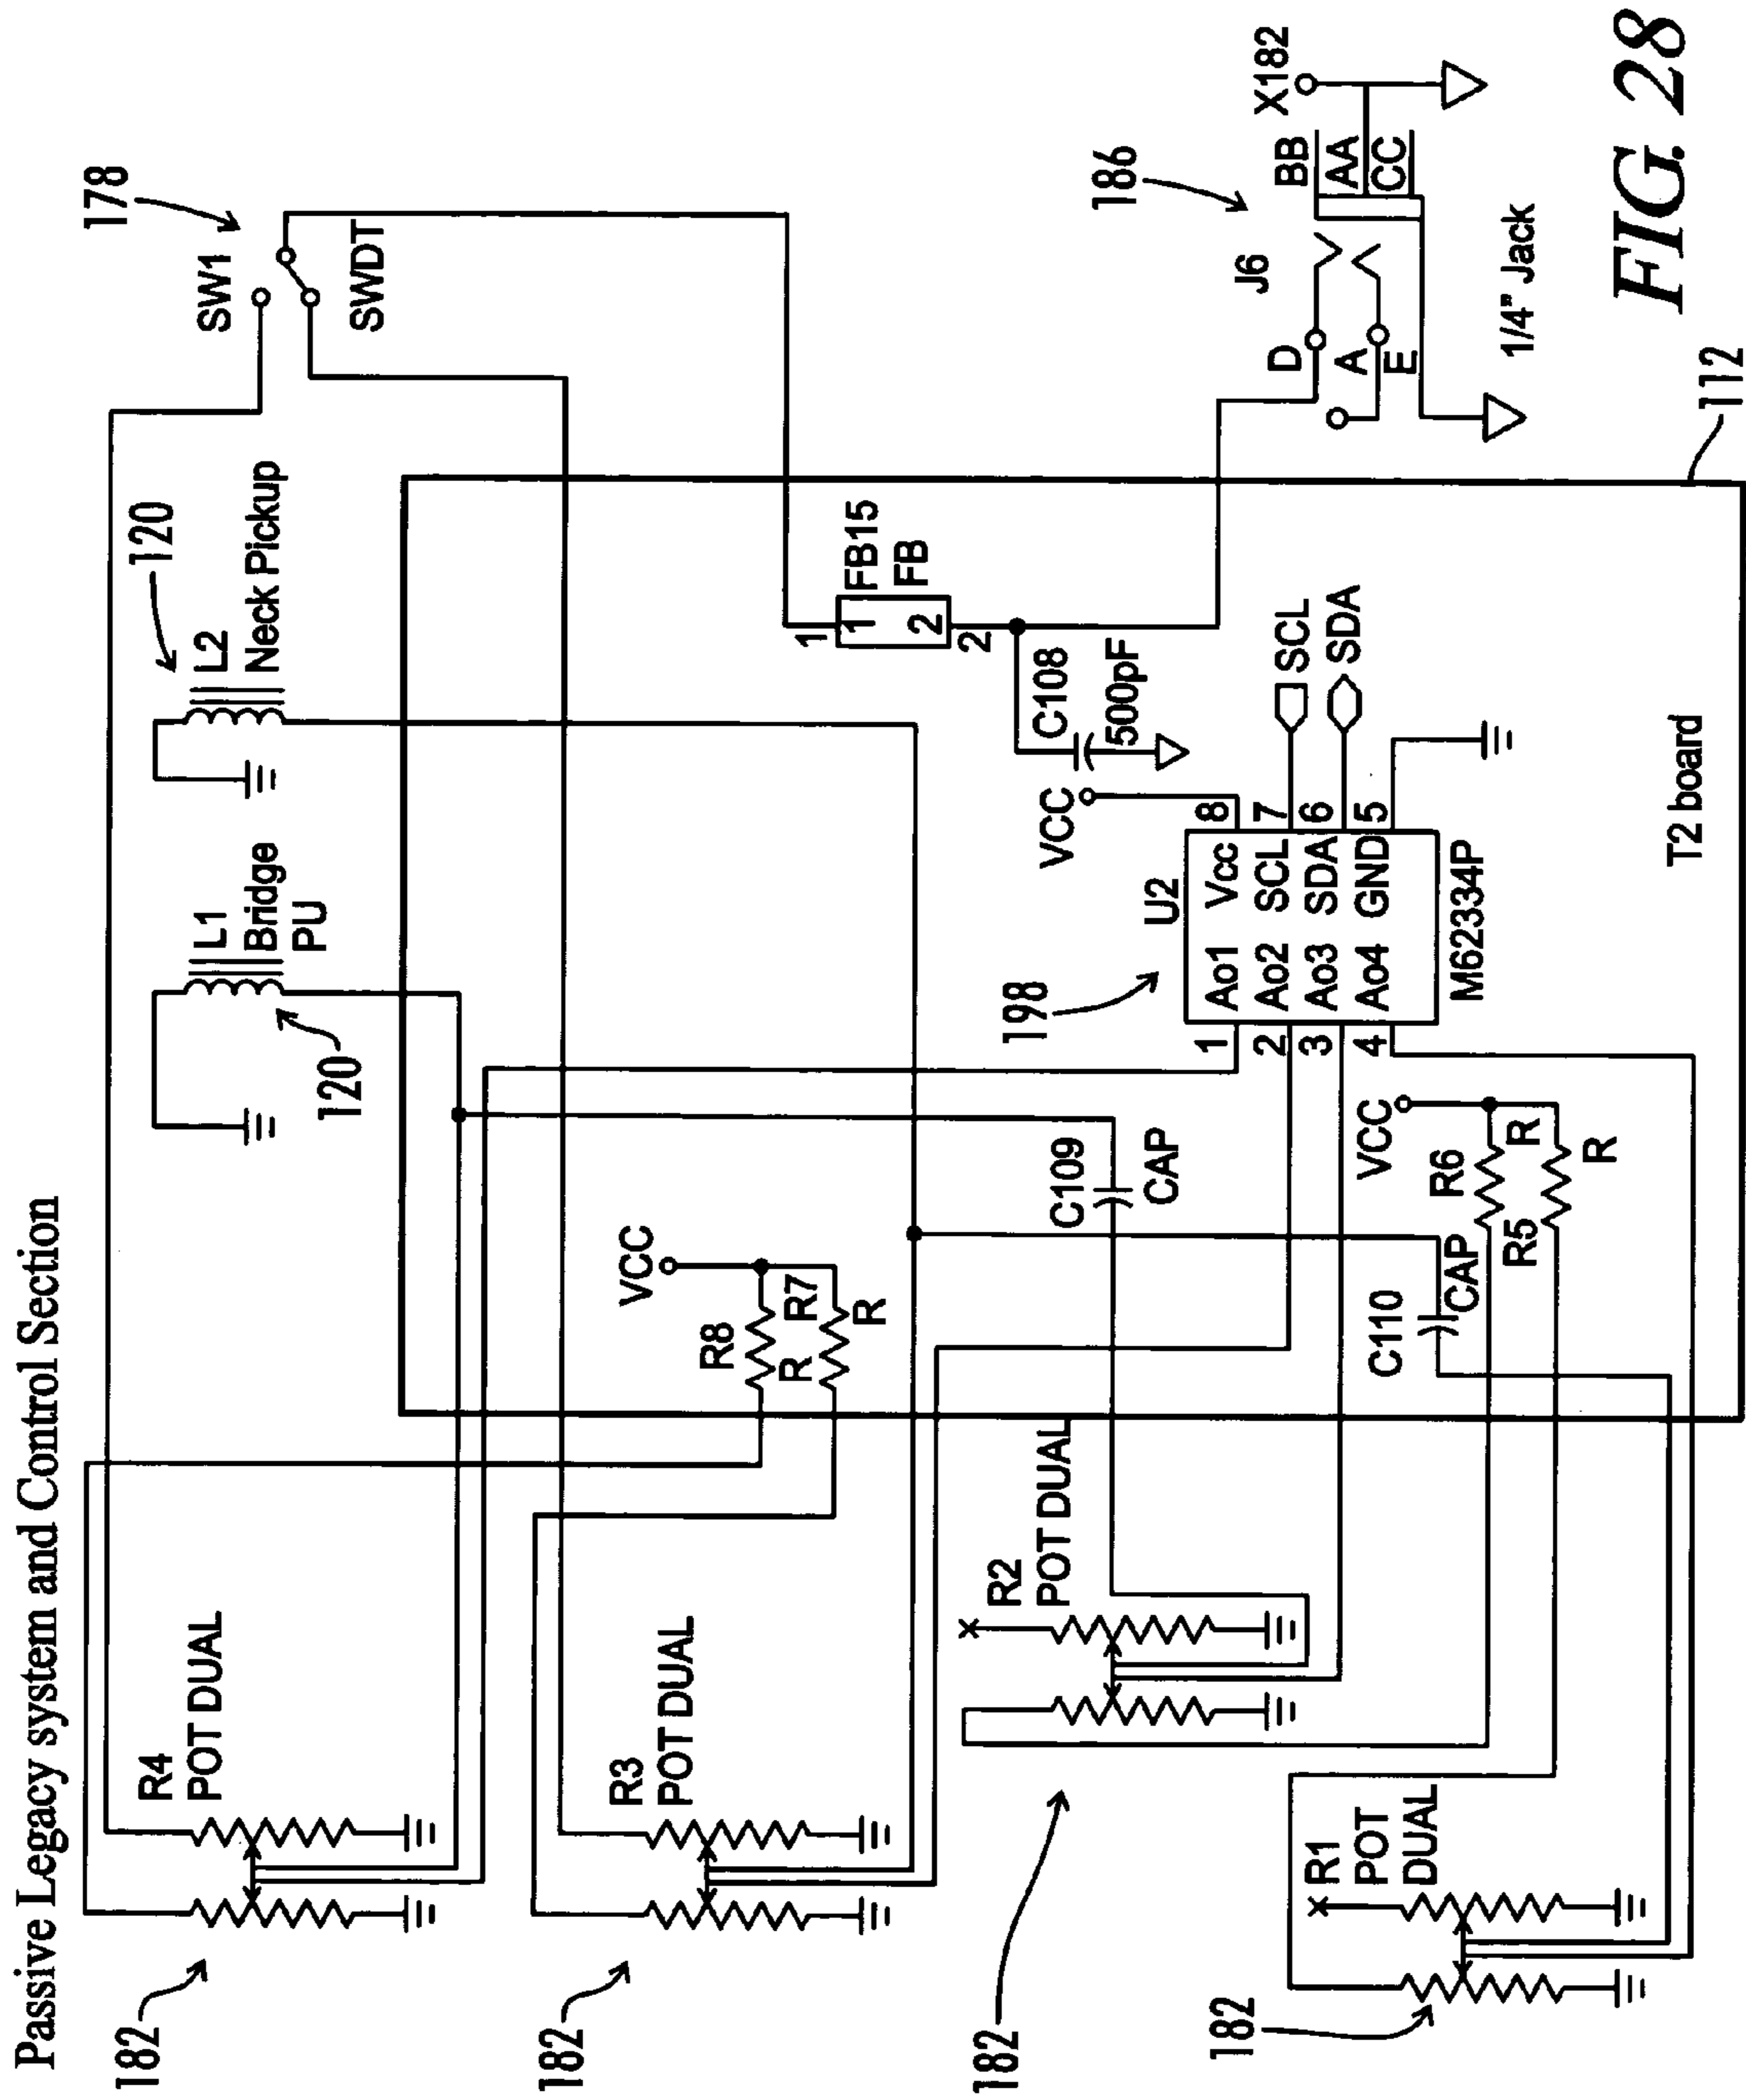 Passive Legacy system and Control Section
182
R4
POT DUAL
120
L1
Bridge
PU
120
L2
Neck Pickup
178
SW1
SWDT
182
R3
POT DUAL
VCC
R8
R
R7
R
1
1
FB15
FB
2
2
C108
500pF
186
J6
D
A
E
BB
AA
CC
X182
1/4" Jack
182
R2
POT DUAL
C109
CAP
198
U2
VCC
1
Ao1
Vcc
8
2
Ao2
SCL
7
SCL
3
Ao3
SDA
6
SDA
4
Ao4
GND
5
M62334P
182
R1
POT
DUAL
C110
CAP
VCC
R6
R
R5
R
T2 board
112
FIG. 28